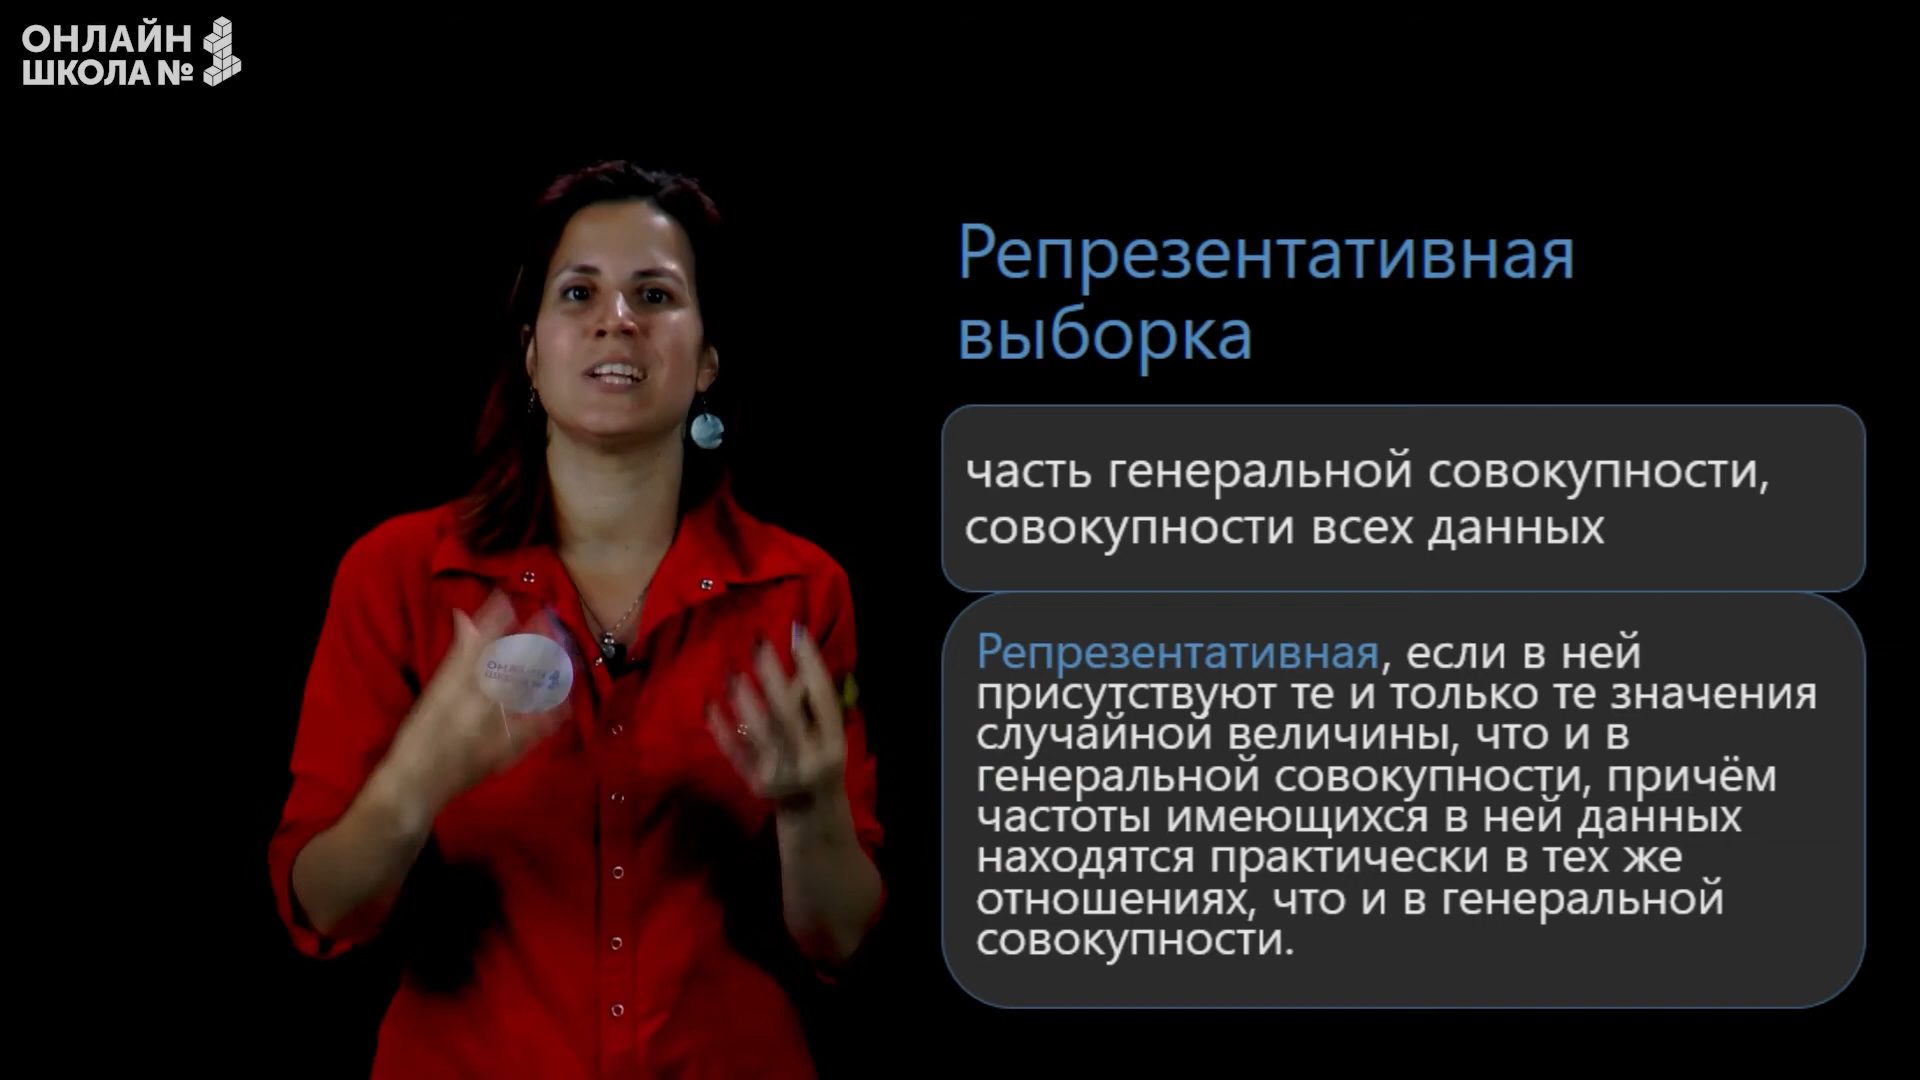 ОНЛАЙН
ШКОЛА №1
Репрезентативная
выборка
часть генеральной совокупности,
совокупности всех данных
Репрезентативная, если в ней
присутствуют те и только те значения
случайной величины, что и в
генеральной совокупности, причём
частоты имеющихся в ней данных
находятся практически в тех же
отношениях, что и в генеральной
совокупности.